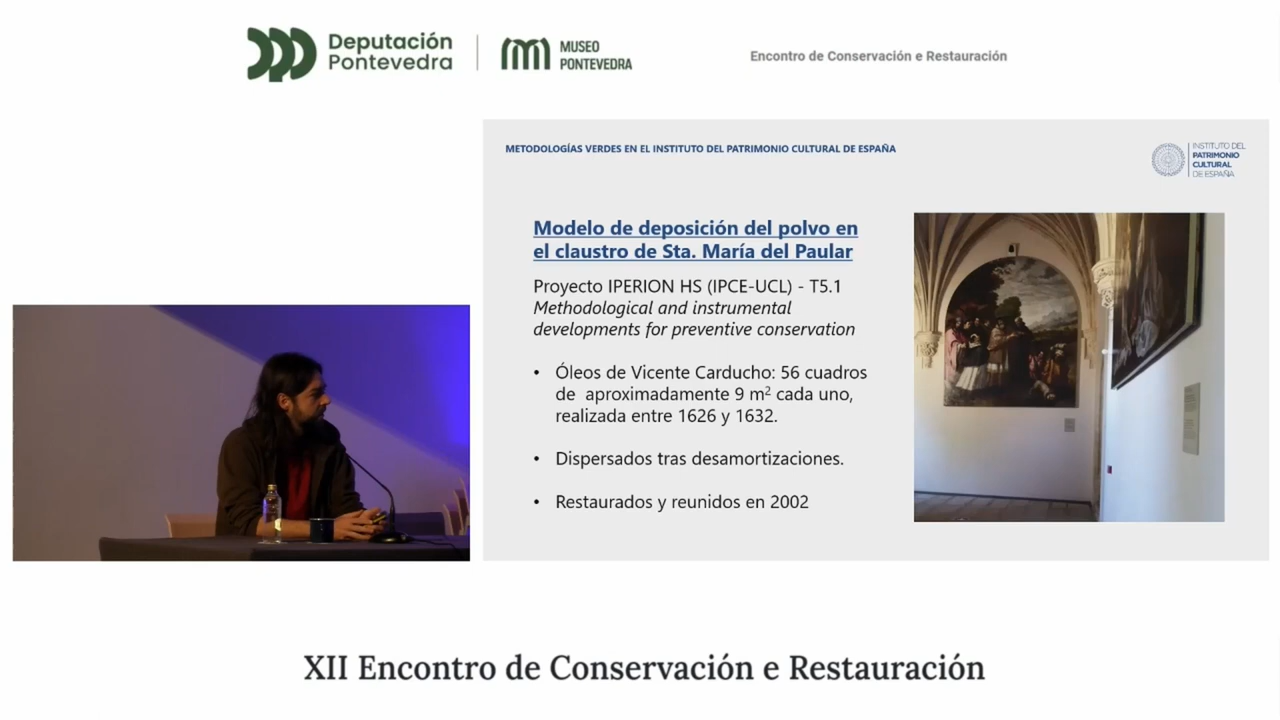 Deputación
Pontevedra
MUSEO
PONTEVEDRA
Encontro de Conservación e Restauración
METODOLOGÍAS VERDES EN EL INSTITUTO DEL PATRIMONIO CULTURAL DE ESPAÑA
INSTITUTO DEL
PATRIMONIO
CULTURAL
DE ESPAÑA
Modelo de deposición del polvo en
el claustro de Sta. María del Paular
Proyecto IPERION HS (IPCE-UCL) - T5.1
Methodological and instrumental
developments for preventive conservation
• Óleos de Vicente Carducho: 56 cuadros
de aproximadamente 9 m² cada uno,
realizada entre 1626 y 1632.
• Dispersados tras desamortizaciones.
• Restaurados y reunidos en 2002
XII Encontro de Conservación e Restauración